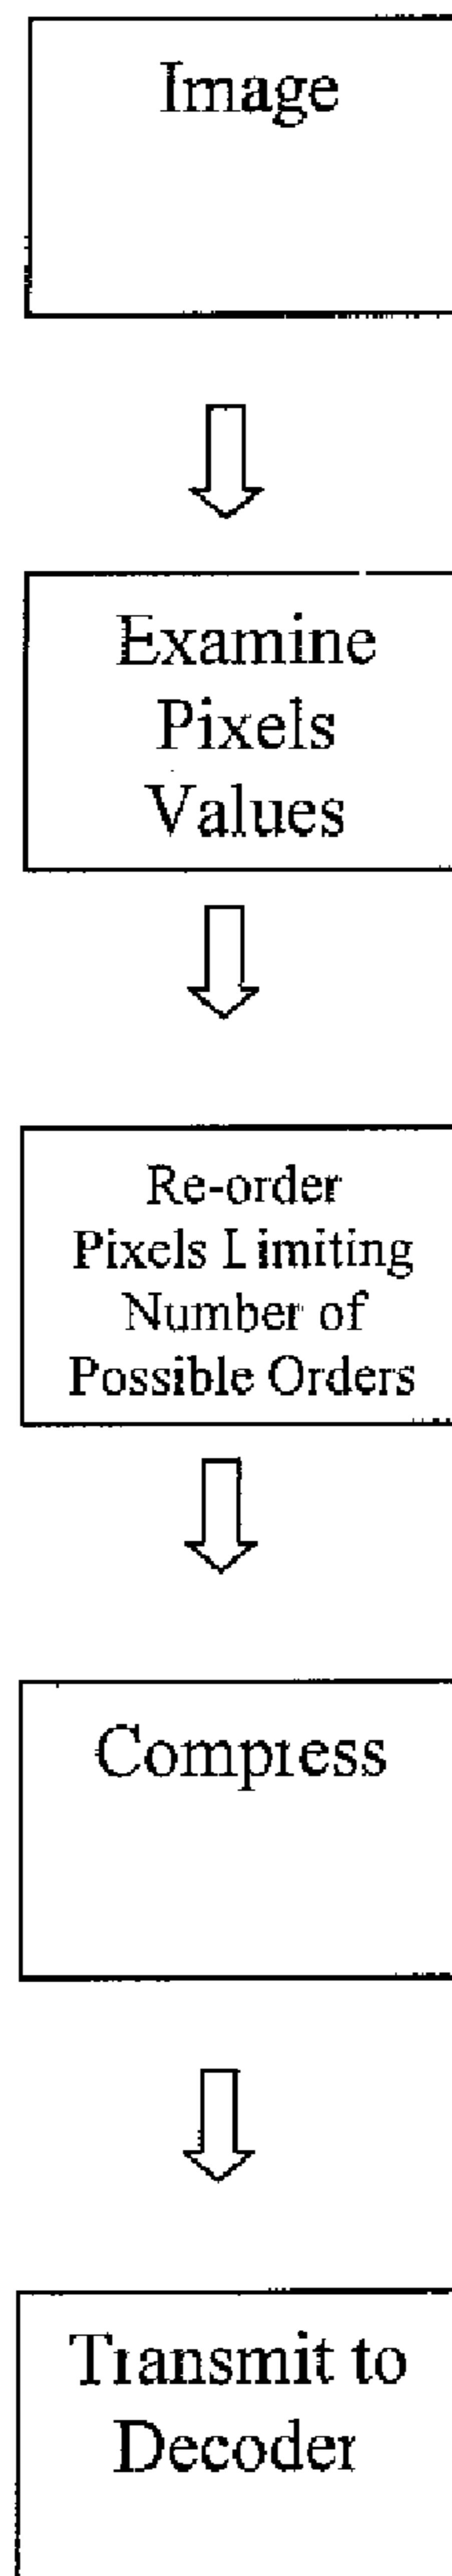 Image
Examine
Pixels
Values
Re-order
Pixels Limiting
Number of
Possible Orders
Compress
Transmit to
Decoder